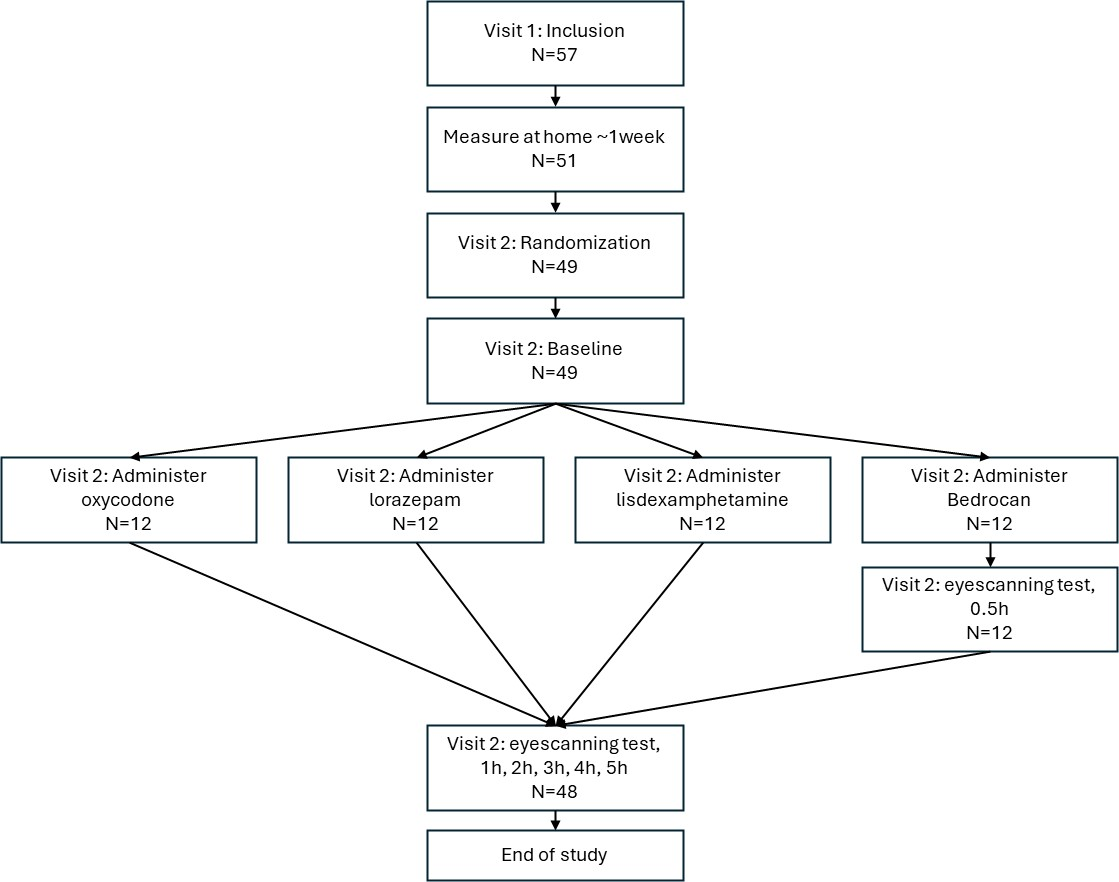 Visit 1: Inclusion
N=57
Measure at home ~1week
N=51
Visit 2: Randomization
N=49
Visit 2: Baseline
N=49
Visit 2: Administer
oxycodone
N=12
Visit 2: Administer
lorazepam
N=12
Visit 2: Administer
lisdexamphetamine
N=12
Visit 2: Administer
Bedrocan
N=12
Visit 2: eyescanning test,
0.5h
N=12
Visit 2: eyescanning test,
1h, 2h, 3h, 4h, 5h
N=48
End of study